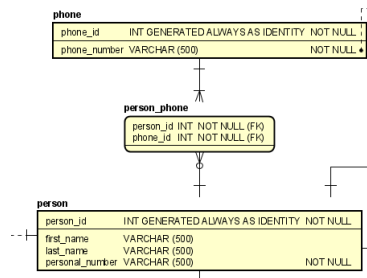 phone
phone_id INT GENERATED ALWAYS AS IDENTITY NOT NULL
phone_number VARCHAR (500) NOT NULL
person_phone
person_id INT NOT NULL (FK)
phone_id INT NOT NULL (FK)
person
person_id INT GENERATED ALWAYS AS IDENTITY NOT NULL
first_name VARCHAR (500)
last_name VARCHAR (500)
personal_number VARCHAR (500) NOT NULL